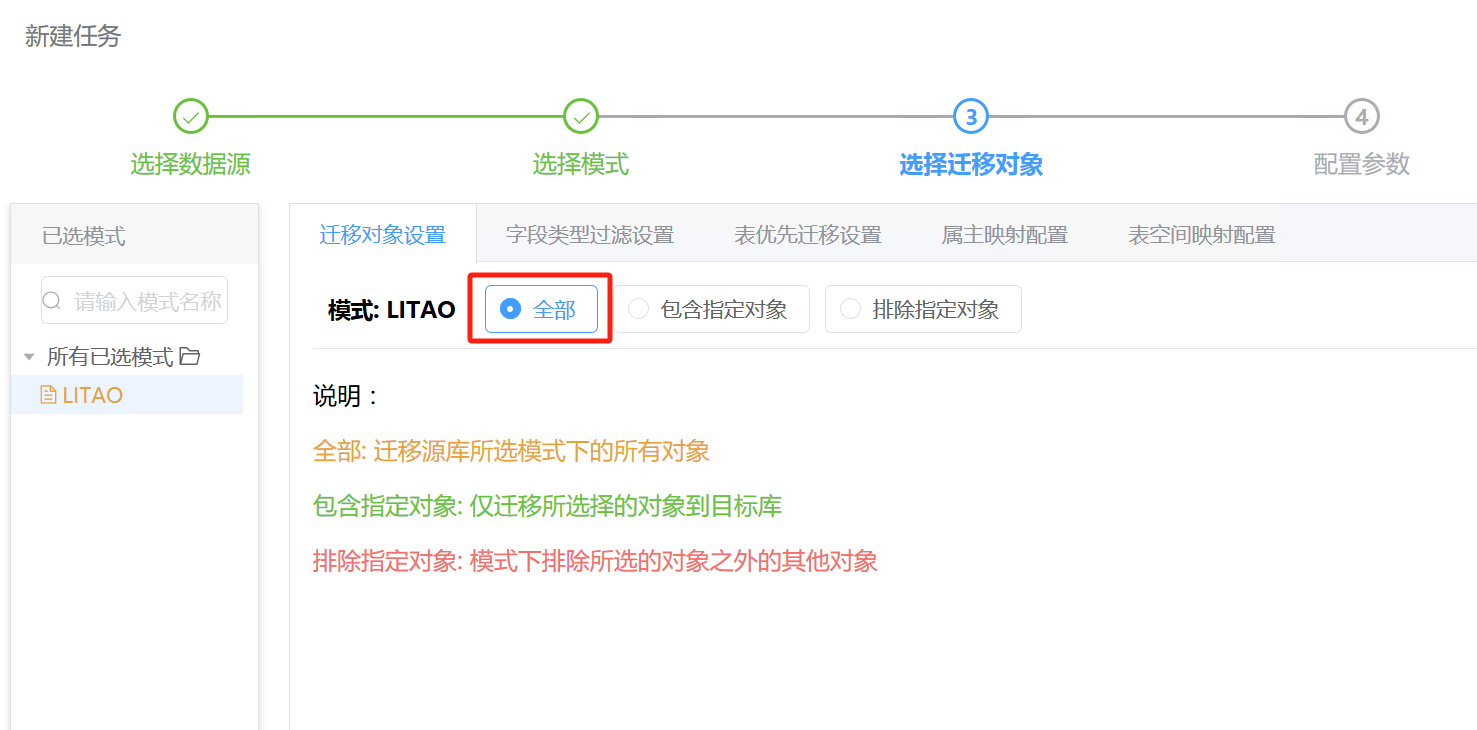 新建任务
3
4
选择数据源
选择模式
选择迁移对象
配置参数
已选模式
请输入模式名称
所有已选模式
LITAO
迁移对象设置
字段类型过滤设置
表优先迁移设置
属主映射配置
表空间映射配置
模式: LITAO
全部
包含指定对象
排除指定对象
说明：
全部: 迁移源库所选模式下的所有对象
包含指定对象: 仅迁移所选择的对象到目标库
排除指定对象: 模式下排除所选的对象之外的其他对象